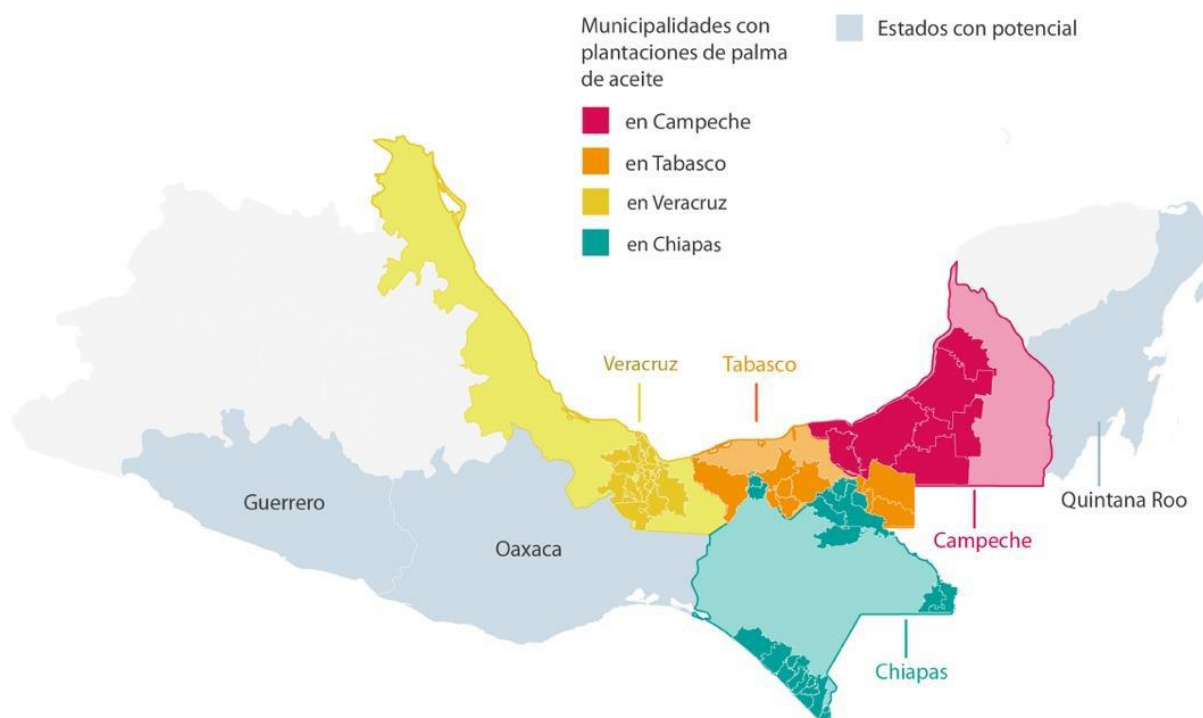 Municipalidades con
plantaciones de palma
de aceite
Estados con potencial
en Campeche
en Tabasco
en Veracruz
en Chiapas
Veracruz
Tabasco
Guerrero
Oaxaca
Quintana Roo
Campeche
Chiapas